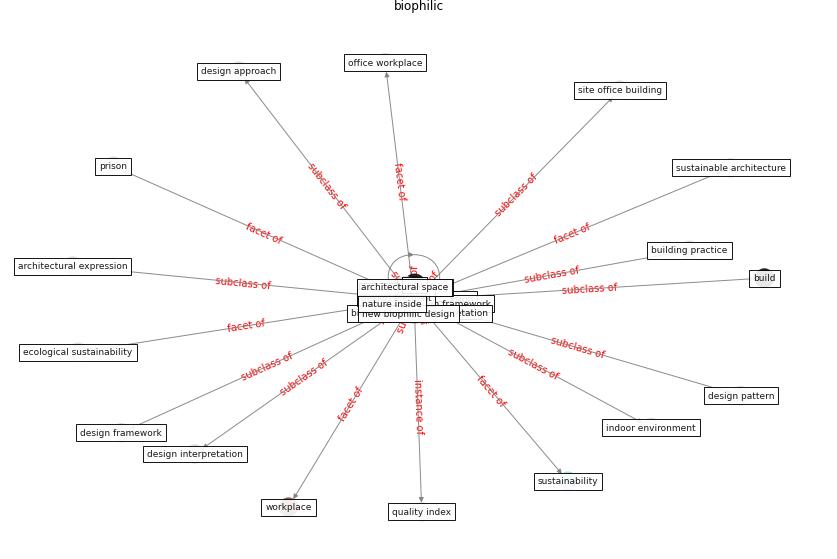 biophilic
office workplace
design approach
site office building
prison
subclass of
facet of
subclass of
sustainable architecture
facet of
facet of
building practice
architectural expression
subclass of
subclass of
build
subclass of
architectural space
nature inside
framework
new biophilic design
etation
facet of
ecological sustainability
subclass of
subclass of
subclass of
subclass of
design pattern
facet of
instance of
facet of
design framework
indoor environment
design interpretation
sustainability
workplace
quality index